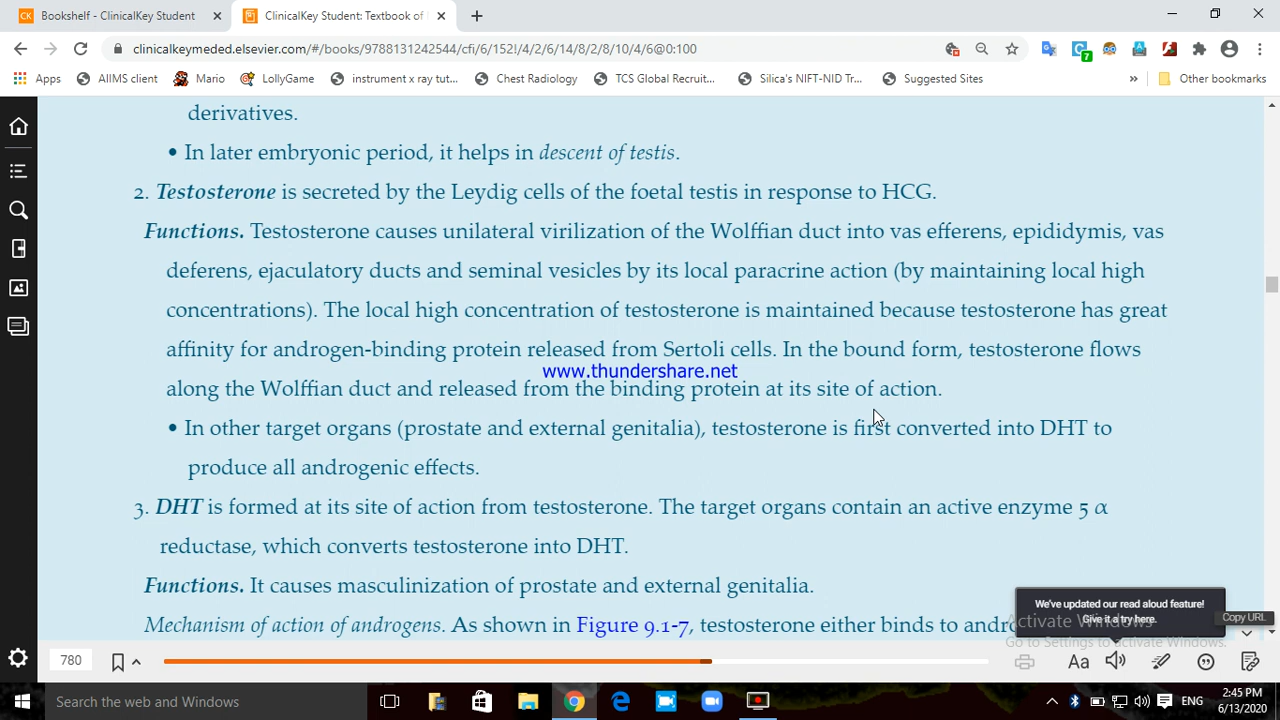 Bookshelf - ClinicalKey Student
Textbook of
clinicalkeymeded.elsevier.com/#/books/9788131242544/cfi/6/152!/4/2/6/14/8/2/8/10/4/6@0:100
Apps AIIMS client Mario LollyGame instrument x ray tut... Chest Radiology TCS Global Recruit... Silica's NIFT-NID Tr... Suggested Sites » Other bookmarks
derivatives.
• In later embryonic period, it helps in descent of testis.
2. Testosterone is secreted by the Leydig cells of the foetal testis in response to HCG.
Functions. Testosterone causes unilateral virilization of the Wolffian duct into vas efferens, epididymis, vas
deferens, ejaculatory ducts and seminal vesicles by its local paracrine action (by maintaining local high
concentrations). The local high concentration of testosterone is maintained because testosterone has great
affinity for androgen-binding protein released from Sertoli cells. In the bound form, testosterone flows
www.thundershare.net
along the Wolffian duct and released from the binding protein at its site of action.
• In other target organs (prostate and external genitalia), testosterone is first converted into DHT to
produce all androgenic effects.
3. DHT is formed at its site of action from testosterone. The target organs contain an active enzyme 5 α
reductase, which converts testosterone into DHT.
Functions. It causes masculinization of prostate and external genitalia.
Mechanism of action of androgens. As shown in Figure 9.1-7, testosterone either binds to
We've updated our read aloud feature!
Give it a try here.
Copy URL
Activate Windows
Go to Settings to activate Windows.
780
Aa
Search the web and Windows
ENG
2:45 PM
6/13/2020